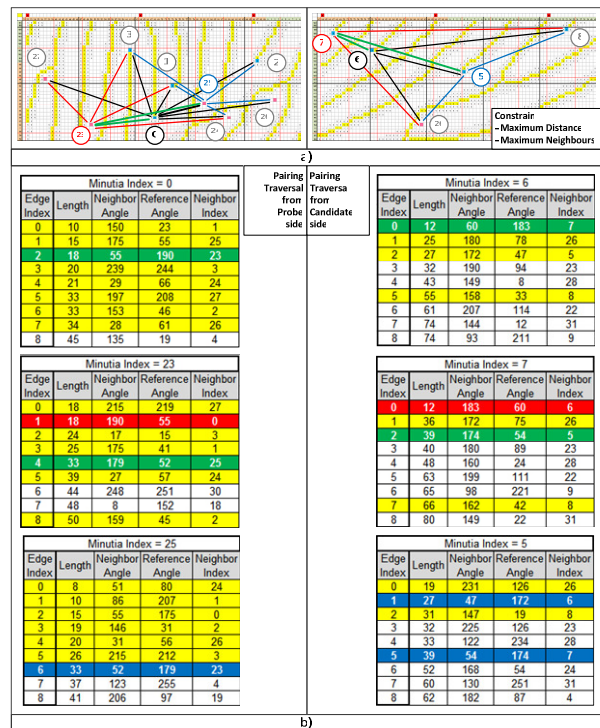 3
22
3
2
25
23
0
24
26
7
8
6
5
26
Constrain
– Maximum Distance
– Maximum Neighbours
a)
Pairing Traversal from Probe side
Pairing Traversa from Candidate side
Minutia Index = 0
Edge Index Length Neighbor Angle Reference Angle Neighbor Index
0 10 150 23 1
1 15 175 55 25
2 18 55 190 23
3 20 239 244 3
4 21 29 66 24
5 33 197 208 27
6 33 153 46 2
7 34 28 61 26
8 45 135 19 4
Minutia Index = 6
Edge Index Length Neighbor Angle Reference Angle Neighbor Index
0 12 60 183 7
1 25 180 78 26
2 27 172 47 5
3 32 190 94 23
4 43 149 8 28
5 55 158 33 8
6 61 207 114 22
7 74 144 12 31
8 74 93 211 9
Minutia Index = 23
Edge Index Length Neighbor Angle Reference Angle Neighbor Index
0 18 215 219 27
1 18 190 55 0
2 24 17 15 3
3 25 175 41 1
4 33 179 52 25
5 39 27 57 24
6 44 248 251 30
7 48 8 152 18
8 50 159 45 2
Minutia Index = 7
Edge Index Length Neighbor Angle Reference Angle Neighbor Index
0 12 183 60 6
1 36 172 75 26
2 39 174 54 5
3 40 180 89 23
4 48 160 24 28
5 63 199 111 22
6 65 98 221 9
7 66 162 42 8
8 80 149 22 31
Minutia Index = 25
Edge Index Length Neighbor Angle Reference Angle Neighbor Index
0 8 51 80 24
1 10 86 207 1
2 15 55 175 0
3 19 146 31 2
4 20 31 56 26
5 26 215 212 3
6 33 52 179 23
7 37 123 255 4
8 41 206 97 19
Minutia Index = 5
Edge Index Length Neighbor Angle Reference Angle Neighbor Index
0 19 231 126 26
1 27 47 172 6
2 31 147 19 8
3 32 225 126 23
4 33 122 234 28
5 39 54 174 7
6 52 168 54 24
7 60 130 251 31
8 62 182 87 4
b)